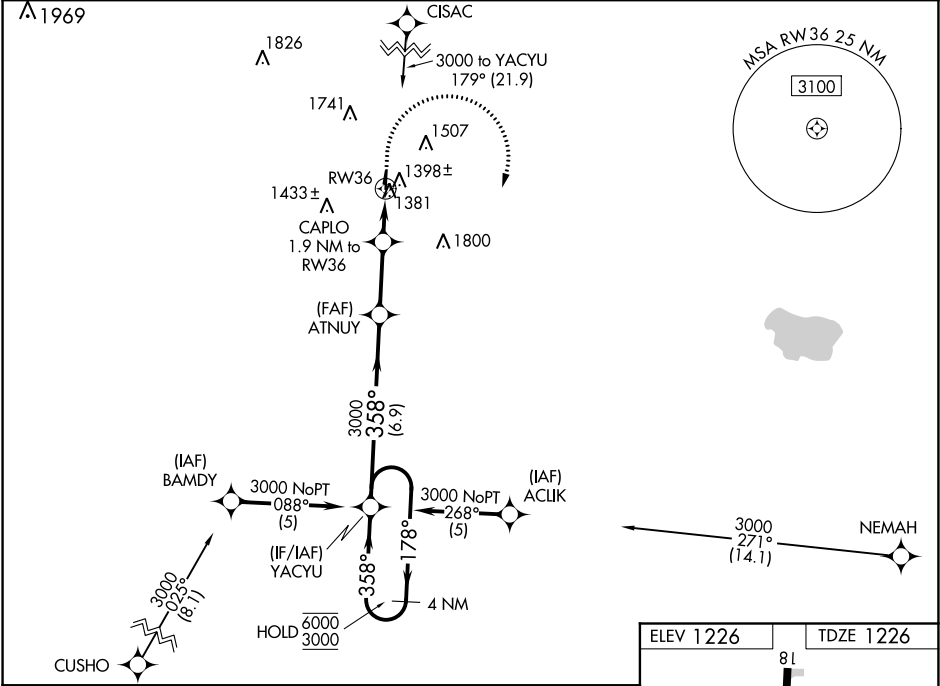 1969
CISAC
1826
3000 to YACYU
179° (21.9)
MSA RW36 25 NM
3100
1741
1507
RW36
1398±
1433±
1381
CAPLO
1.9 NM to
RW36
1800
(FAF)
ATNUY
3000
358°
(6.9)
(IAF)
BAMDY
3000 NoPT
088°
(5)
(IAF)
ACLIK
3000 NoPT
268°
(5)
(IF/IAF)
YACYU
358°
178°
3000
271°
(14.1)
NEMAH
3000
025°
(8.1)
HOLD 6000
3000
4 NM
CUSHO
ELEV 1226
TDZE 1226
18